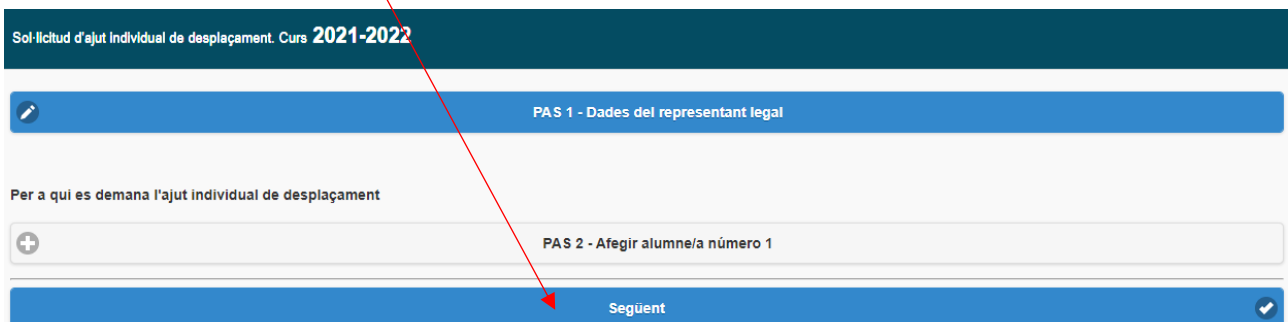 Sol·licitud d'ajut individual de desplaçament. Curs 2021-2022
PAS 1 - Dades del representant legal
Per a qui es demana l'ajut individual de desplaçament
PAS 2 - Afegir alumne/a número 1
Següent